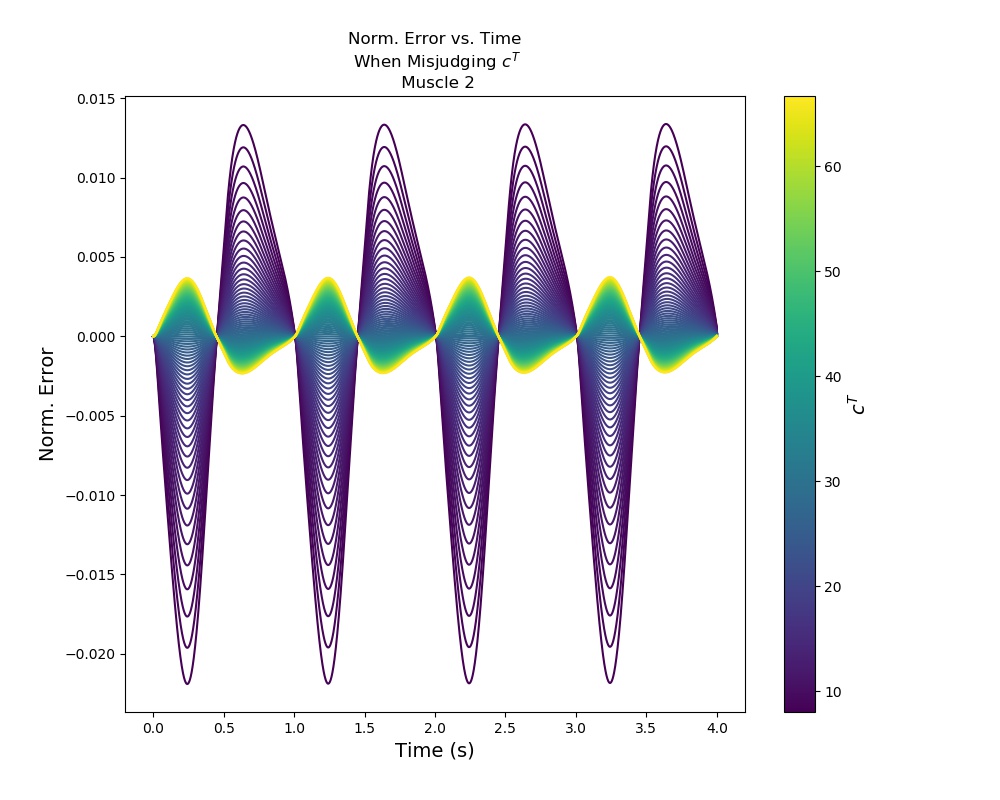 Norm. Error vs. Time
When Misjudging c^T
Muscle 2
0.015
0.010
0.005
0.000
−0.005
−0.010
−0.015
−0.020
Norm. Error
0.0 0.5 1.0 1.5 2.0 2.5 3.0 3.5 4.0
Time (s)
60
50
40
30
20
10
c^T